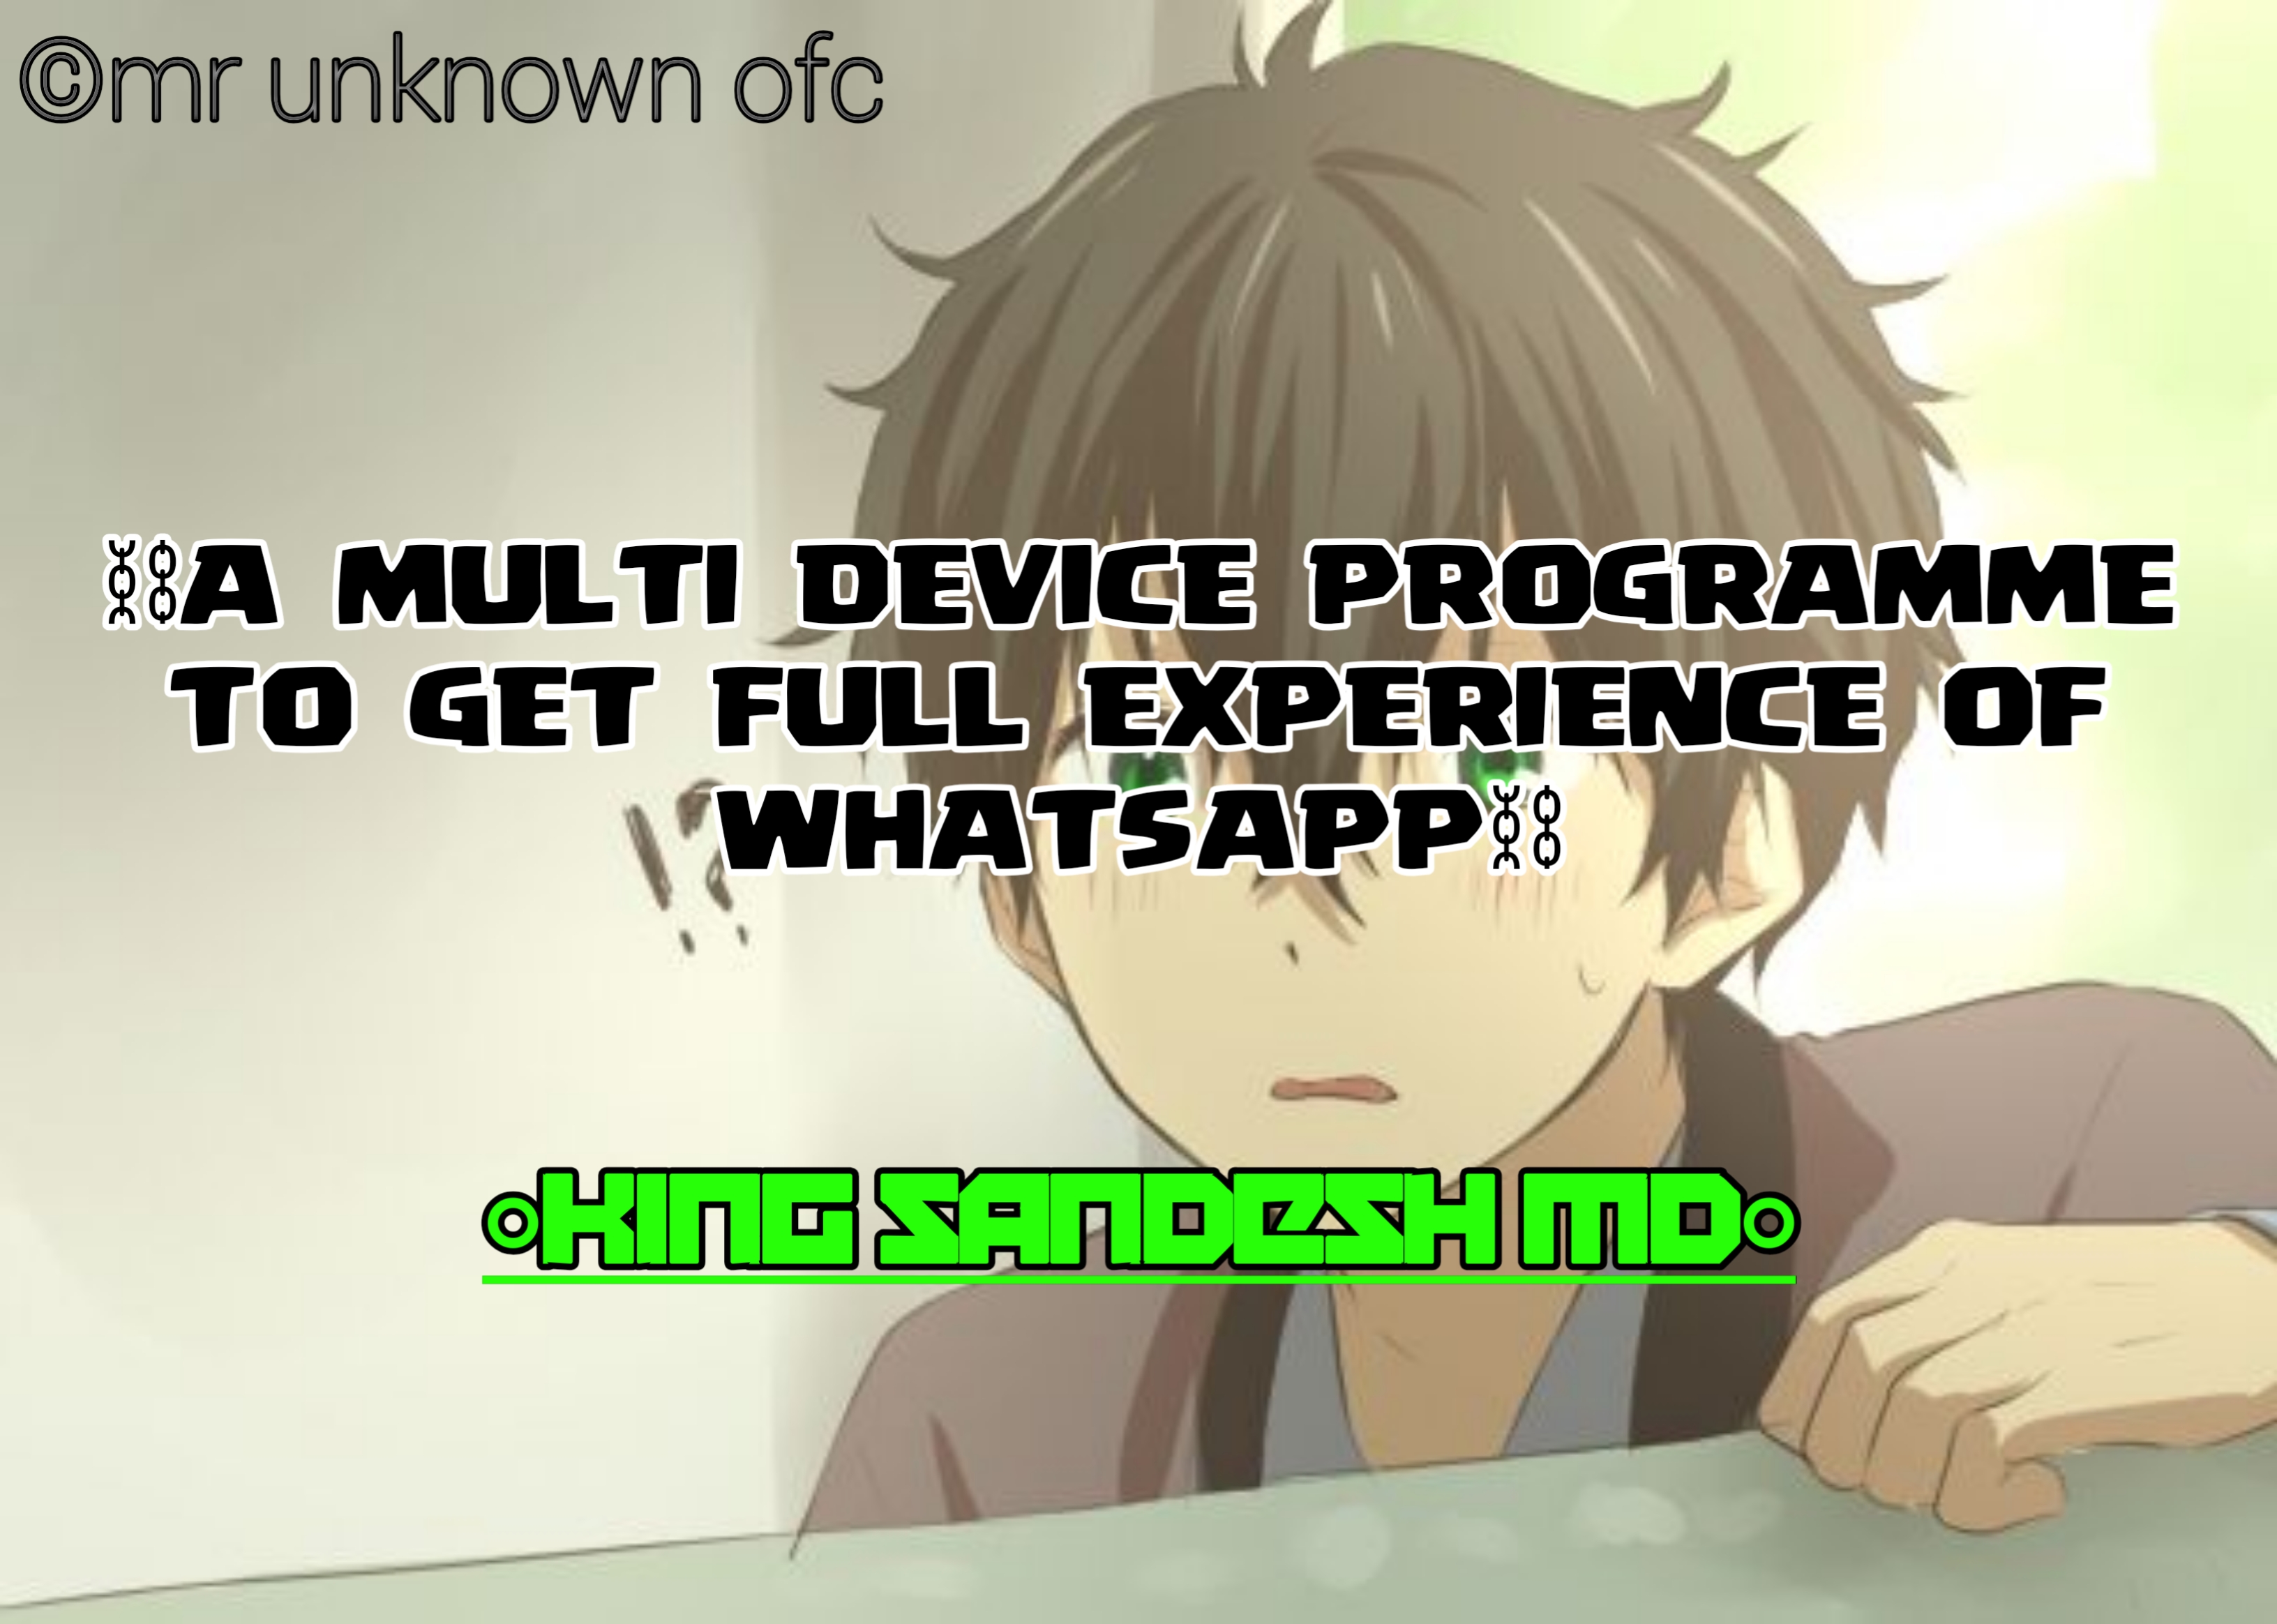 ©mr unknown ofc
⛓A MULTI DEVICE PROGRAMME
TO GET FULL EXPERIENCE OF
WHATSAPP⛓
!?
⊙KING SANDESH MD⊙